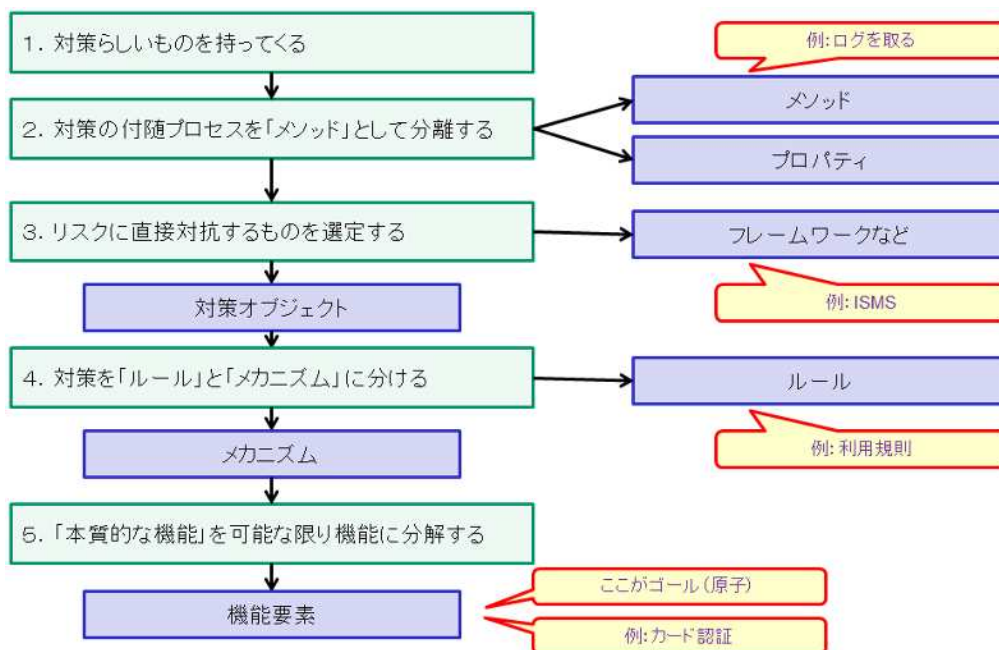 1. 対策らしいものを持ってくる
例:ログを取る
メソッド
2. 対策の付随プロセスを「メソッド」として分離する
プロパティ
3. リスクに直接対抗するものを選定する
フレームワークなど
対策オブジェクト
例:ISMS
4. 対策を「ルール」と「メカニズム」に分ける
ルール
メカニズム
例:利用規則
5. 「本質的な機能」を可能な限り機能に分解する
ここがゴール(原子)
機能要素
例:カード認証